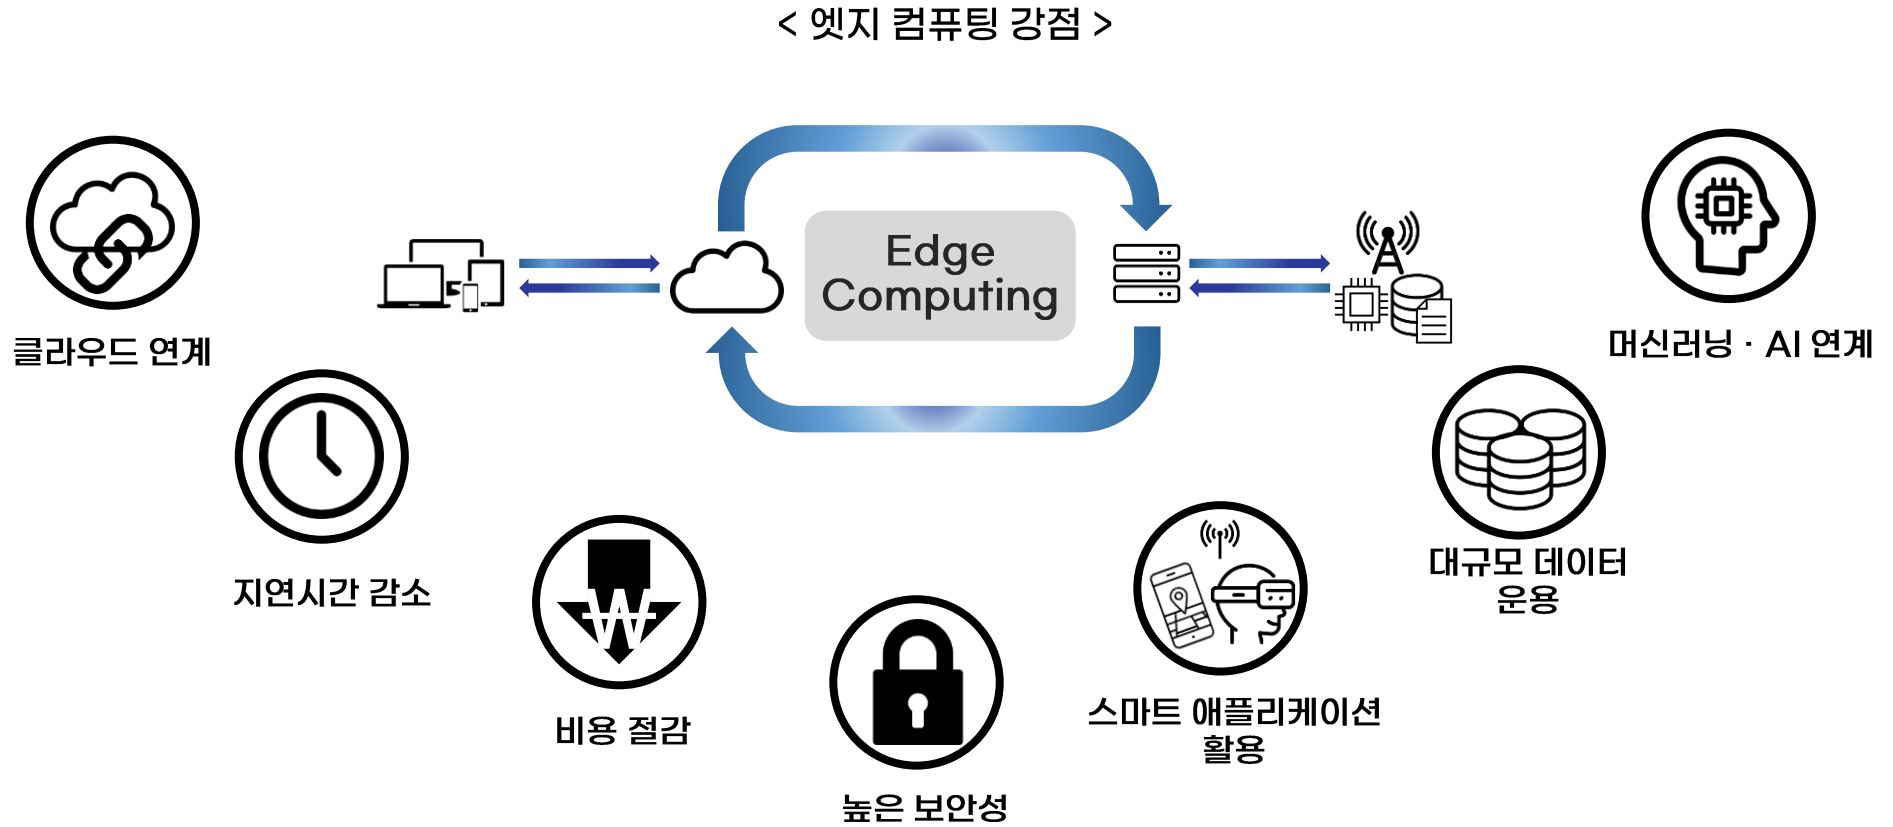 < 엣지 컴퓨팅 강점 >
Edge
Computing
클라우드 연계
지연시간 감소
₩
비용 절감
높은 보안성
스마트 애플리케이션
활용
대규모 데이터
운용
머신러닝 · AI 연계